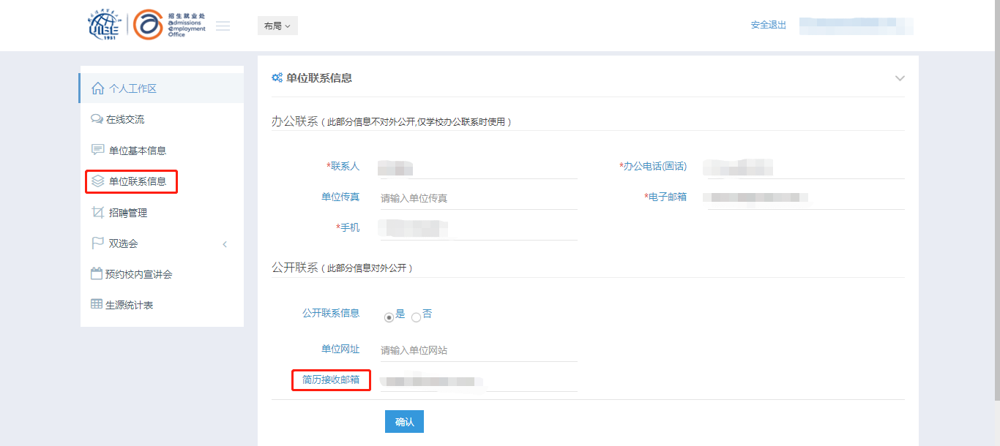 UIBE
1951
招生就业处
admissions
employment
Office
布局
安全退出
个人工作区
在线交流
单位基本信息
单位联系信息
招聘管理
双选会
预约校内宣讲会
生源统计表
单位联系信息
办公联系 ( 此部分信息不对外公开,仅学校办公联系时使用 )
*联系人
*办公电话(固话)
单位传真 请输入单位传真
*电子邮箱
*手机
公开联系 ( 此部分信息对外公开 )
公开联系信息 是 否
单位网址 请输入单位网站
简历接收邮箱
确认